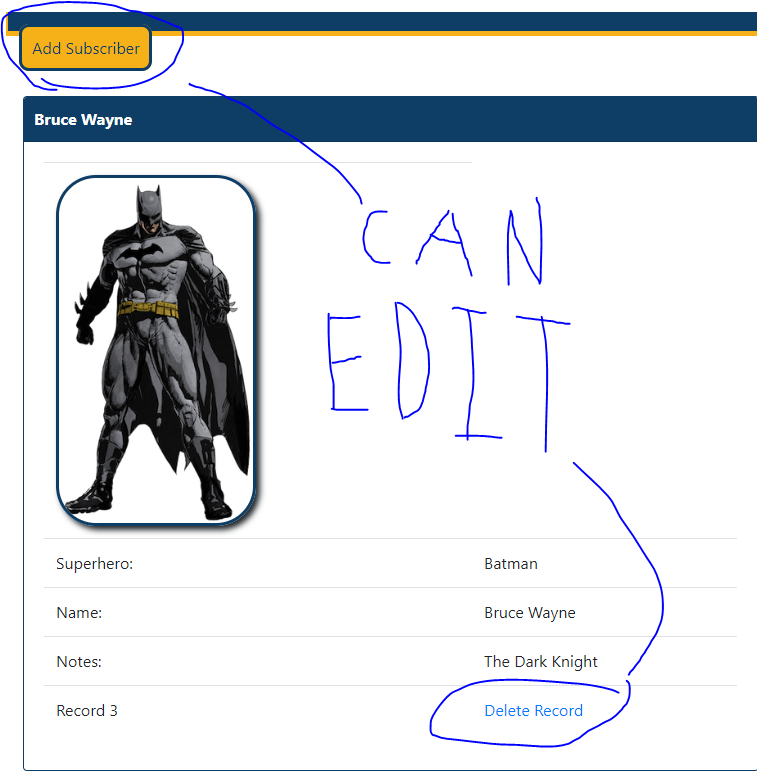 Add Subscriber
Bruce Wayne
CAN
EDIT
Superhero: Batman
Name: Bruce Wayne
Notes: The Dark Knight
Record 3 Delete Record